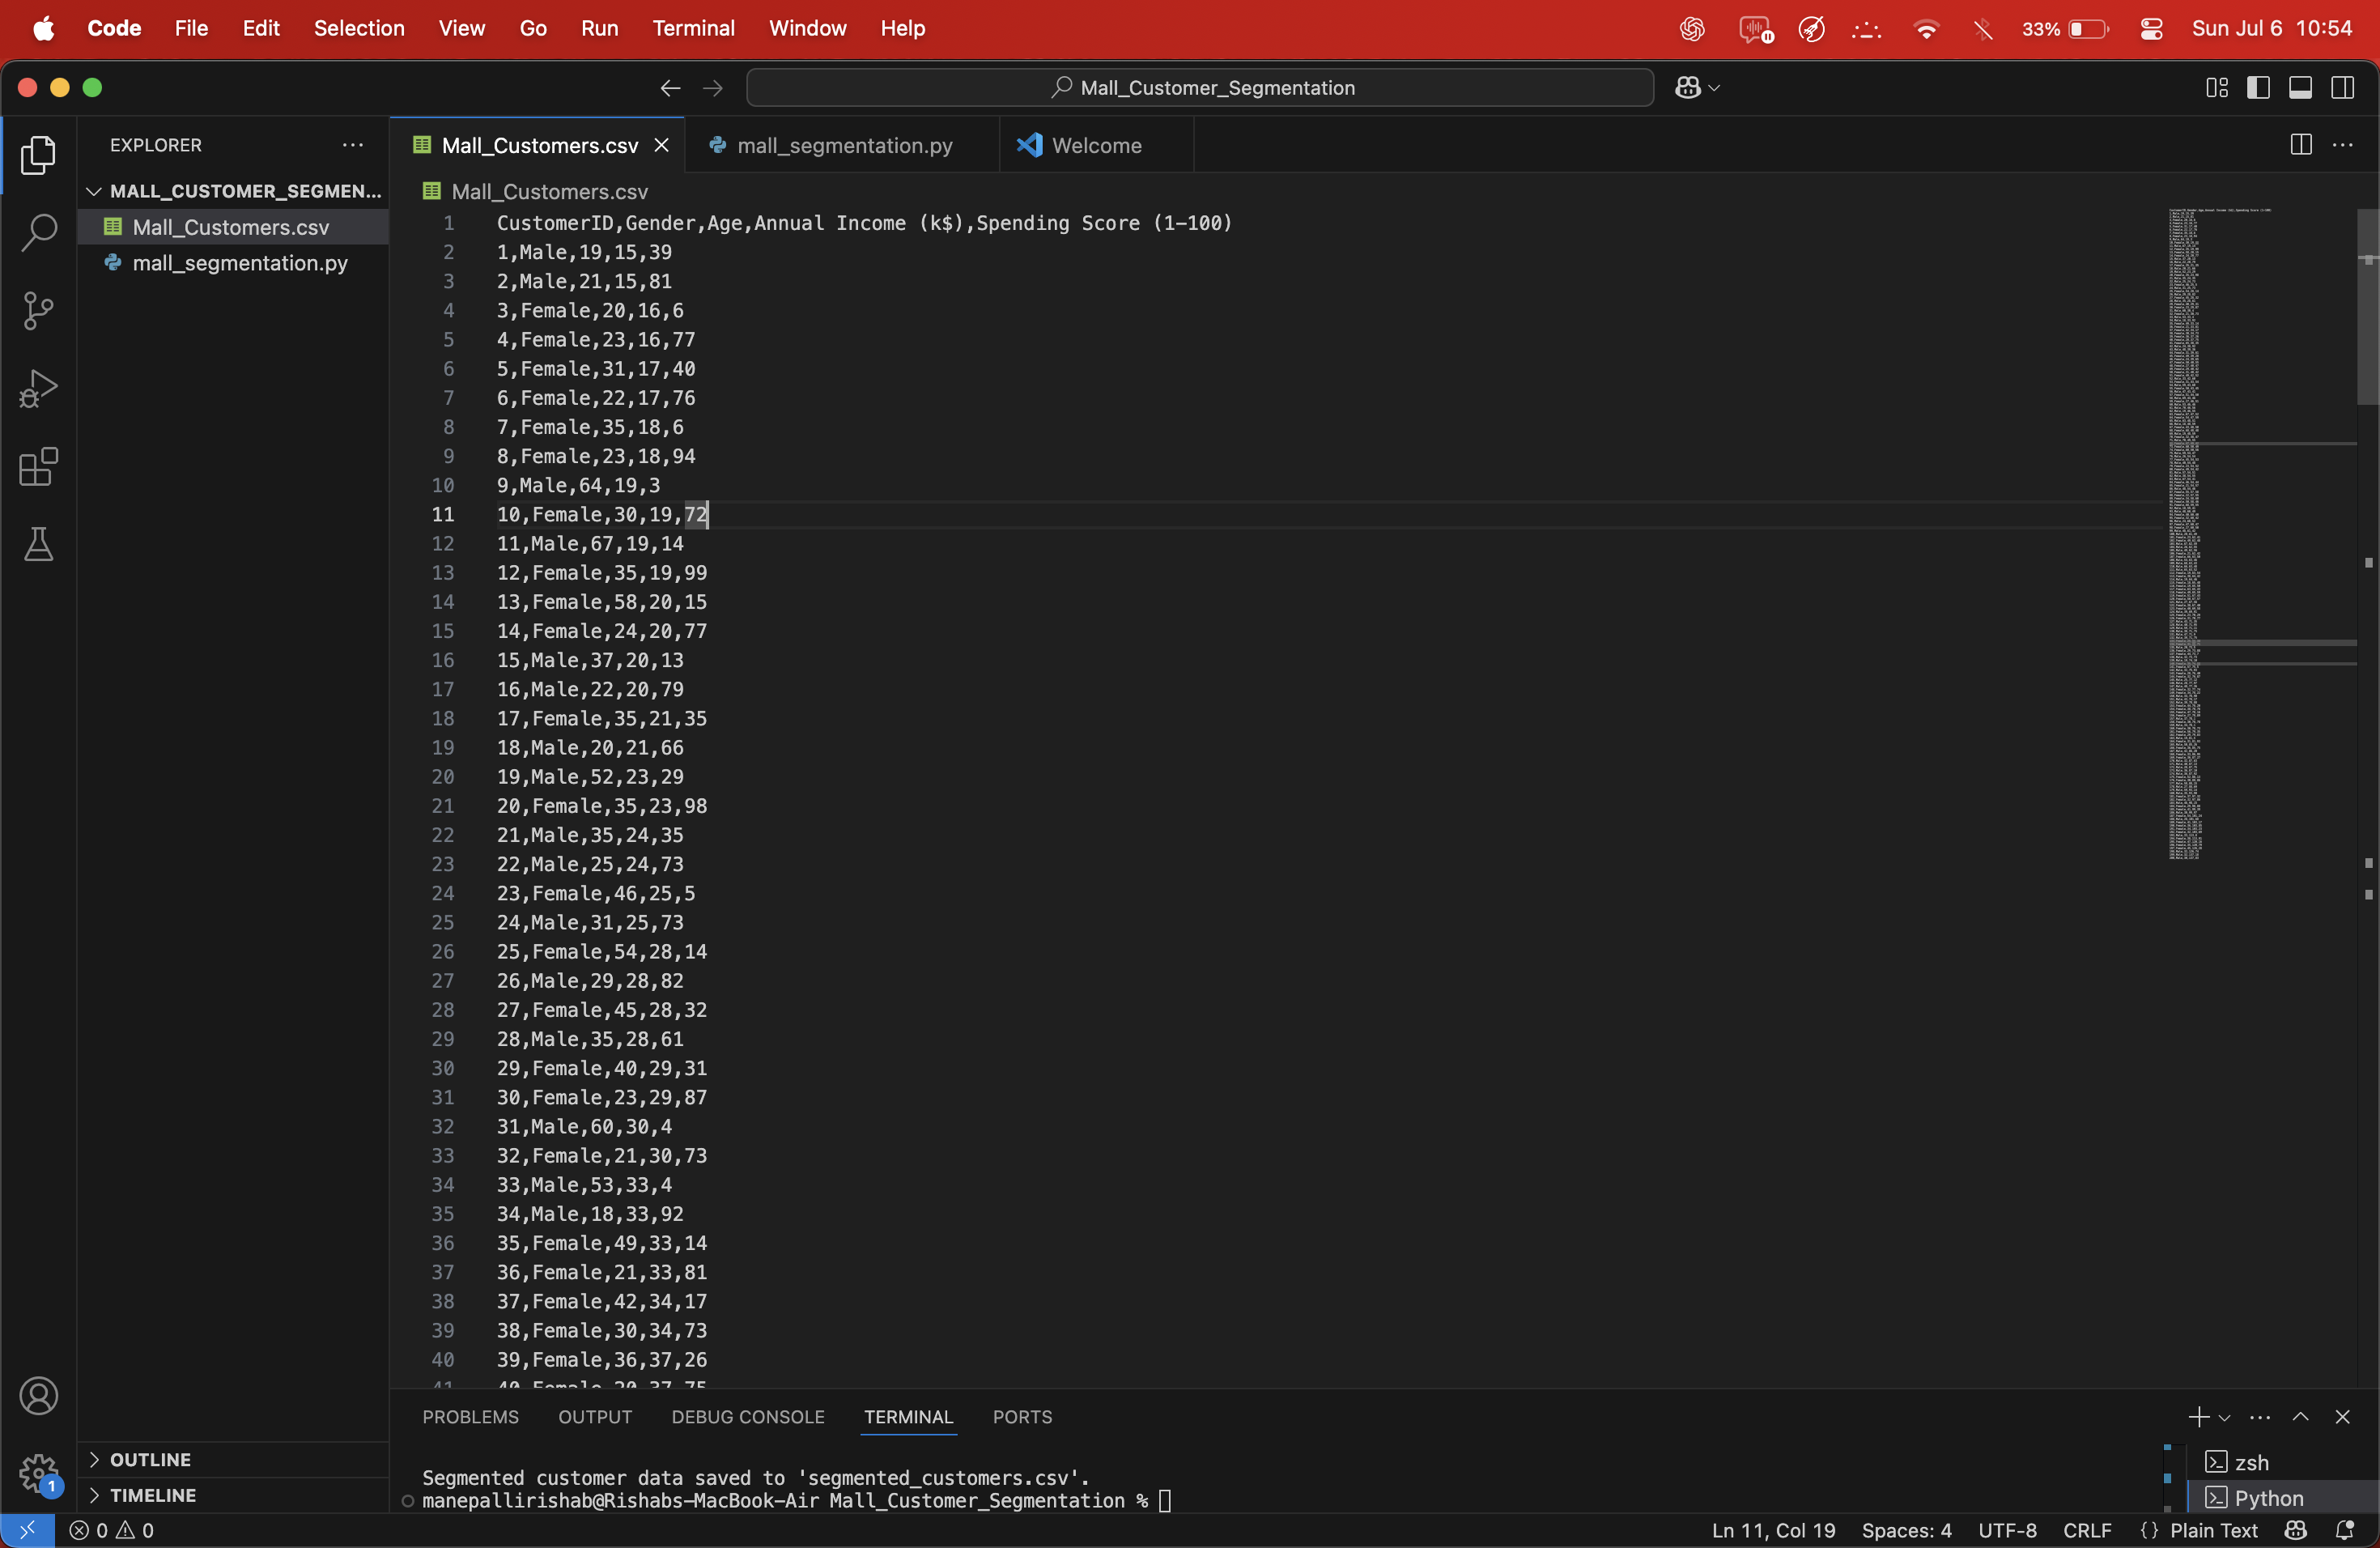 Code File Edit Selection View Go Run Terminal Window Help 33% Sun Jul 6 10:54
Mall_Customer_Segmentation
EXPLORER
MALL_CUSTOMER_SEGMEN...
Mall_Customers.csv
mall_segmentation.py
Mall_Customers.csv mall_segmentation.py Welcome
Mall_Customers.csv
1 CustomerID,Gender,Age,Annual Income (k$),Spending Score (1-100)
2 1,Male,19,15,39
3 2,Male,21,15,81
4 3,Female,20,16,6
5 4,Female,23,16,77
6 5,Female,31,17,40
7 6,Female,22,17,76
8 7,Female,35,18,6
9 8,Female,23,18,94
10 9,Male,64,19,3
11 10,Female,30,19,72
12 11,Male,67,19,14
13 12,Female,35,19,99
14 13,Female,58,20,15
15 14,Female,24,20,77
16 15,Male,37,20,13
17 16,Male,22,20,79
18 17,Female,35,21,35
19 18,Male,20,21,66
20 19,Male,52,23,29
21 20,Female,35,23,98
22 21,Male,35,24,35
23 22,Male,25,24,73
24 23,Female,46,25,5
25 24,Male,31,25,73
26 25,Female,54,28,14
27 26,Male,29,28,82
28 27,Female,45,28,32
29 28,Male,35,28,61
30 29,Female,40,29,31
31 30,Female,23,29,87
32 31,Male,60,30,4
33 32,Female,21,30,73
34 33,Male,53,33,4
35 34,Male,18,33,92
36 35,Female,49,33,14
37 36,Female,21,33,81
38 37,Female,42,34,17
39 38,Female,30,34,73
40 39,Female,36,37,26
41 40,Female,20,37,75
OUTLINE
TIMELINE
1
PROBLEMS OUTPUT DEBUG CONSOLE TERMINAL PORTS
Segmented customer data saved to 'segmented_customers.csv'.
manepallirishab@Rishabs-MacBook-Air Mall_Customer_Segmentation %
zsh
Python
0 0 Ln 11, Col 19 Spaces: 4 UTF-8 CRLF {} Plain Text